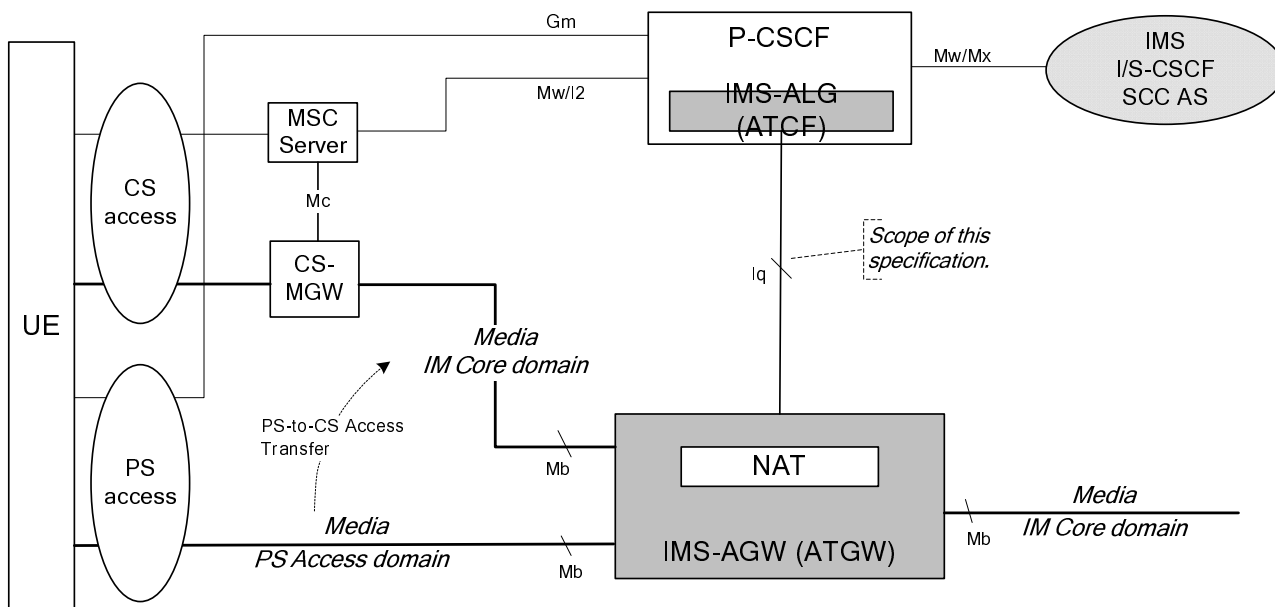 Gm
P-CSCF
IMS-ALG
(ATCF)
Mw/Mx
IMS
I/S-CSCF
SCC AS
Mw/I2
MSC
Server
CS
access
Mc
CS-
MGW
Scope of this
specification.
Iq
UE
Media
IM Core domain
PS-to-CS Access
Transfer
PS
access
Mb
NAT
Media
IM Core domain
Mb
Media
PS Access domain
Mb
IMS-AGW (ATGW)